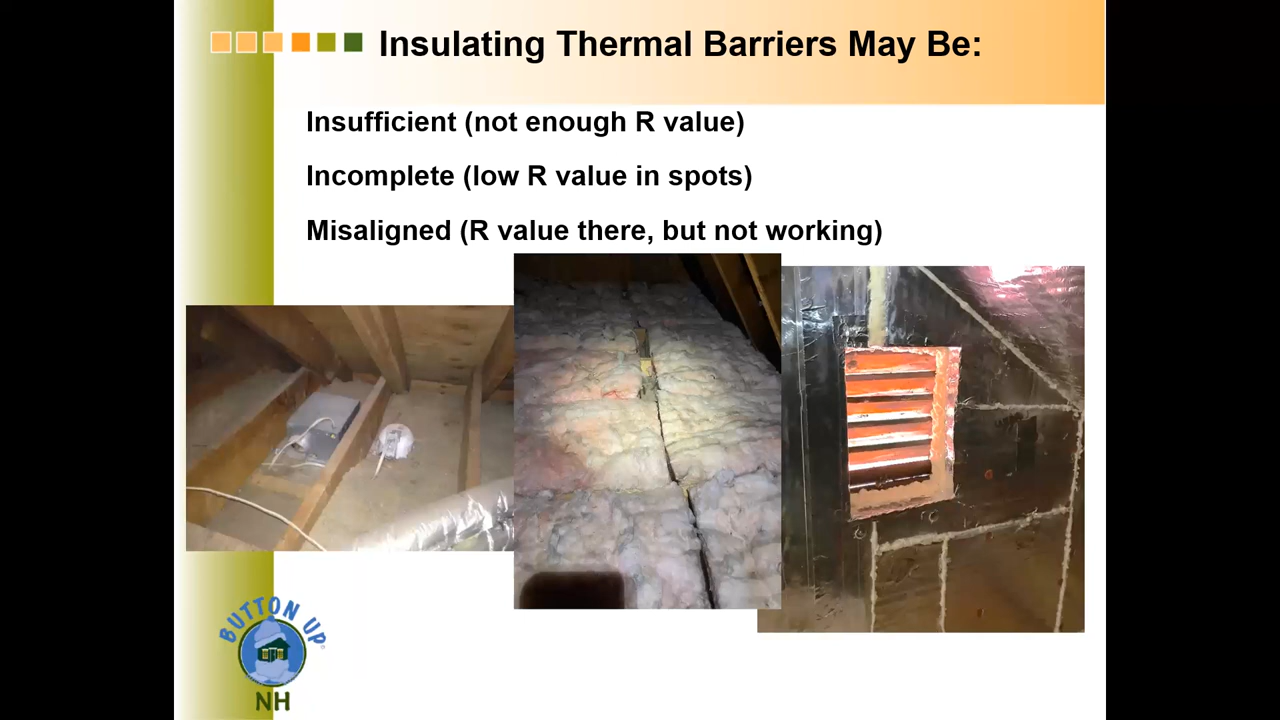 Insulating Thermal Barriers May Be:
Insufficient (not enough R value)
Incomplete (low R value in spots)
Misaligned (R value there, but not working)
BUTTON UP
NH